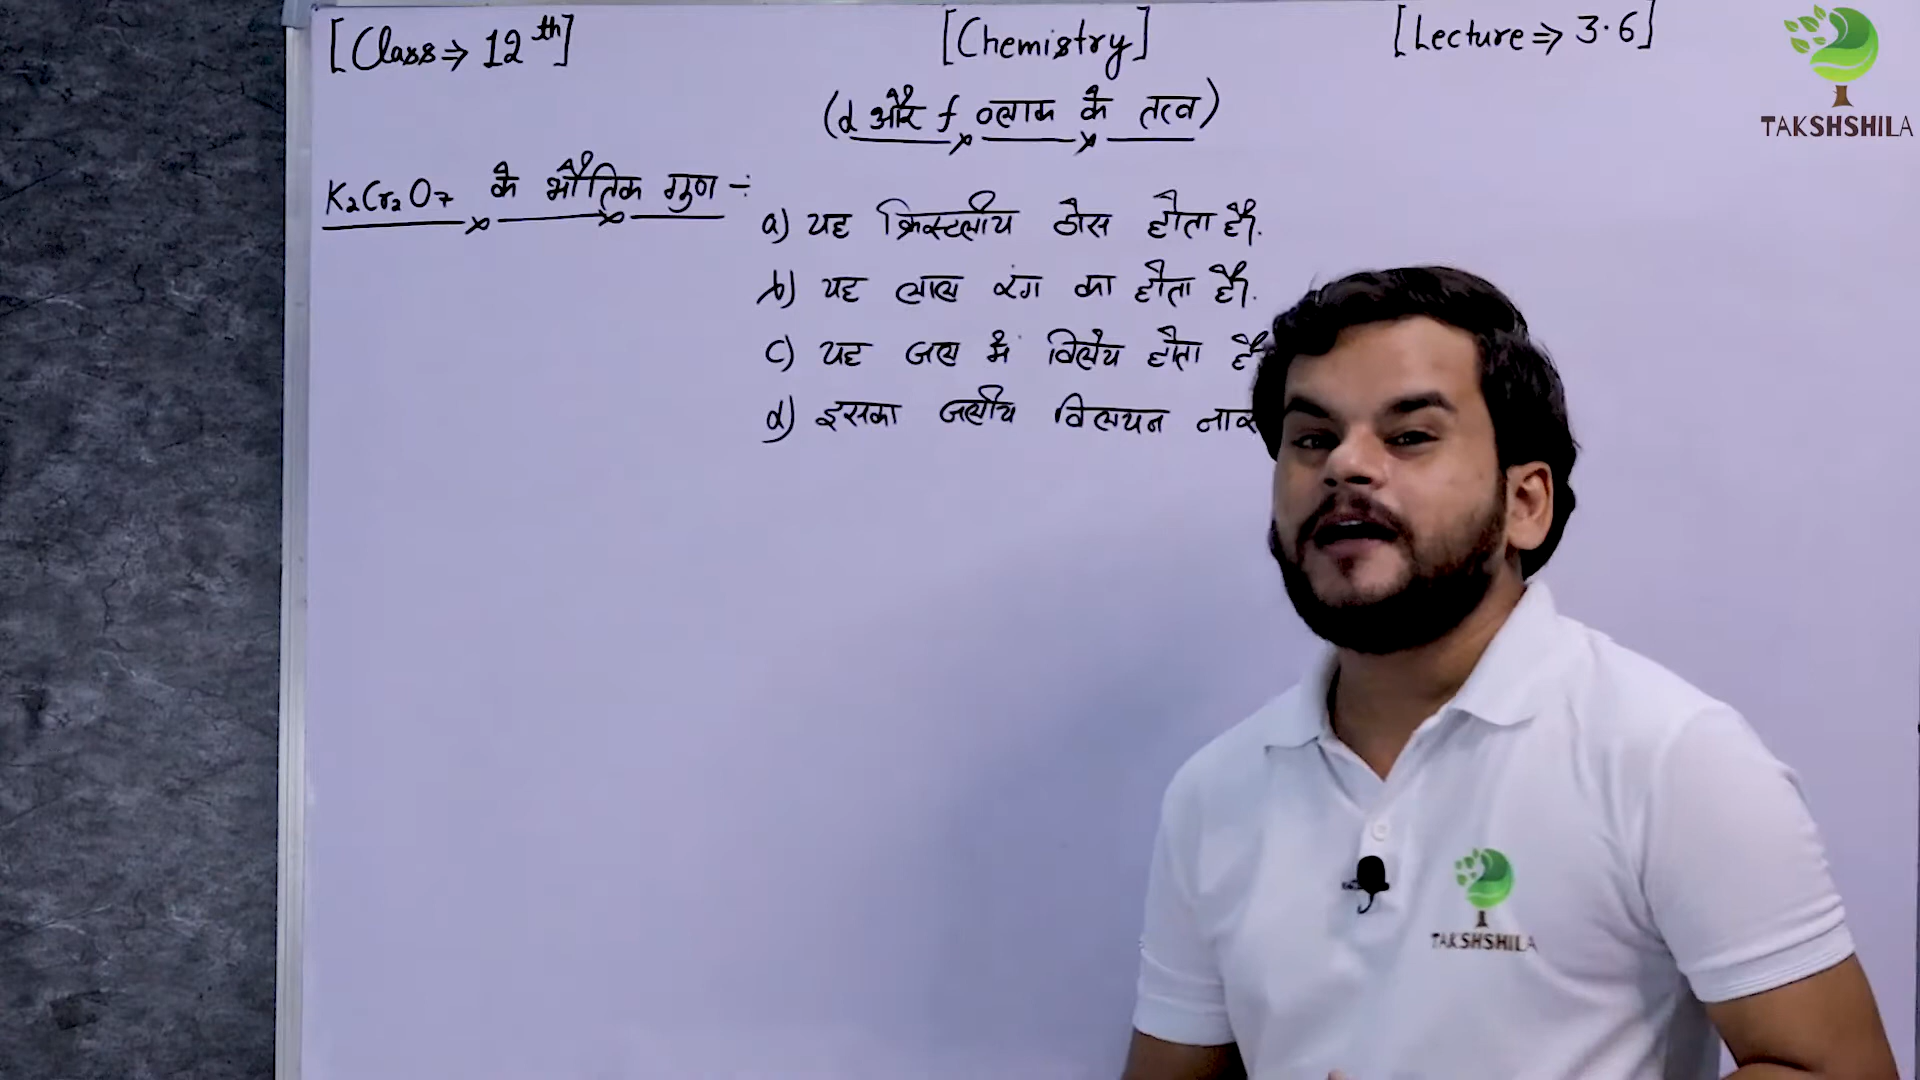 [Class⇒ 12th]
[Chemistry]
[Lecture⇒ 3.6]
TAKSHSHILA
(d और f ब्लाक के तत्व)
K2Cr2O7 के भौतिक गुण ÷
a) यह क्रिस्टलीय ठोस होता है.
b) यह लाल रंग का होता है.
c) यह जल में विलेय होता है
d) इसका जलीय विलयन
TAKSHSHILA